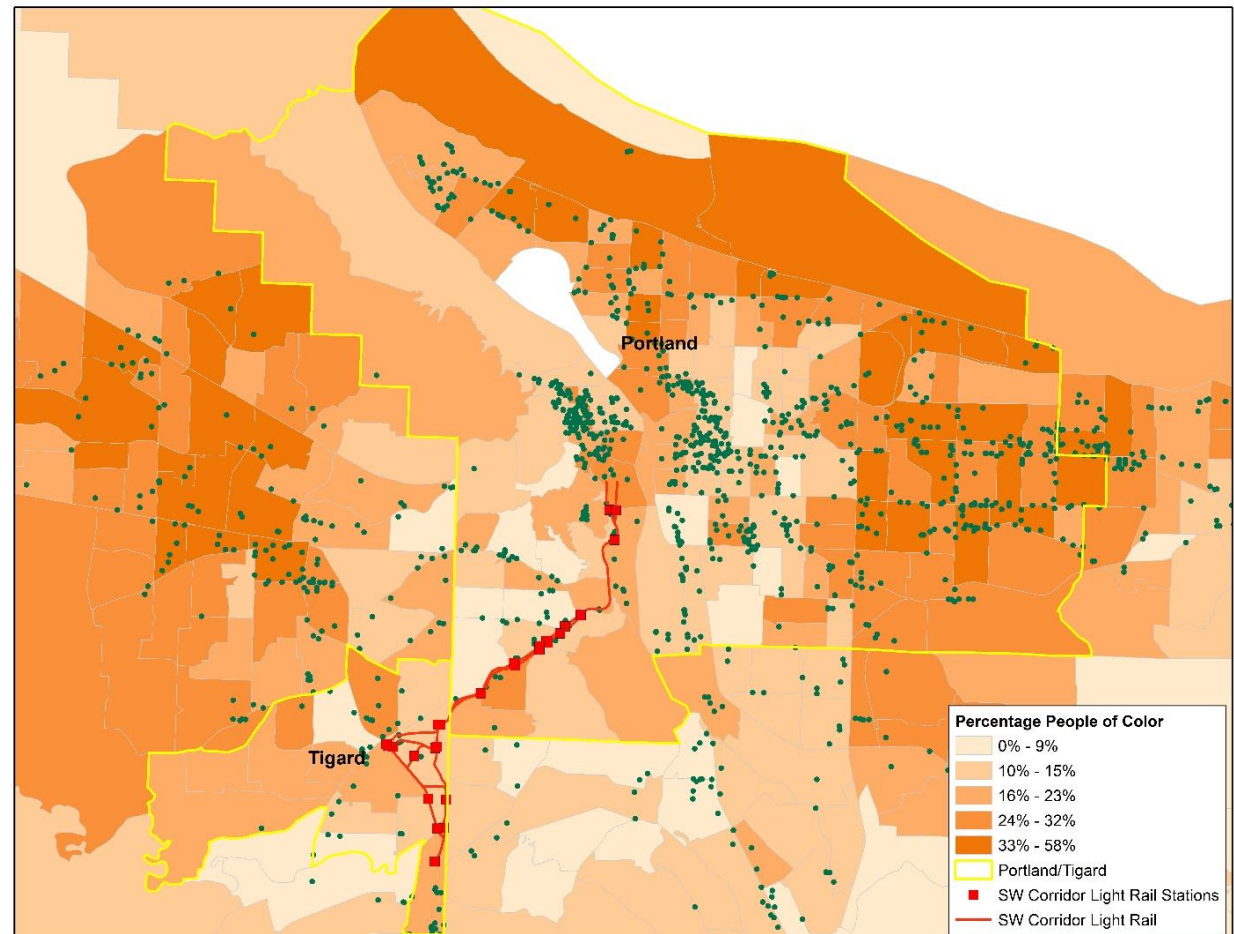 Portland
Tigard
Percentage People of Color
0% - 9%
10% - 15%
16% - 23%
24% - 32%
33% - 58%
Portland/Tigard
SW Corridor Light Rail Stations
SW Corridor Light Rail